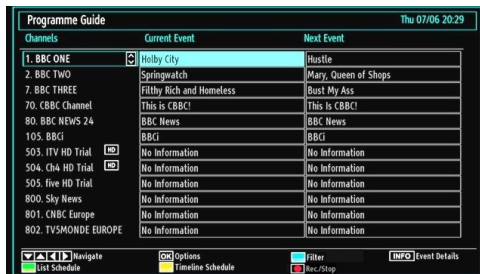 Programme Guide Thu 07/06 20:29
Channels Current Event Next Event
1. BBC ONE Holby City Hustle
2. BBC TWO Springwatch Mary, Queen of Shops
7. BBC THREE Filthy Rich and Homeless Bust My Ass
70. CBBC Channel This is CBBC! This Is CBBC!
80. BBC NEWS 24 BBC News BBC News
105. BBCi BBCi BBCi
503. ITV HD Trial HD No Information No Information
504. Ch4 HD Trial HD No Information No Information
505. five HD Trial No Information No Information
800. Sky News No Information No Information
801. CNBC Europe No Information No Information
802. TV5MONDE EUROPE No Information No Information
Navigate OK Options Filter INFO Event Details
List Schedule Timeline Schedule Rec/Stop